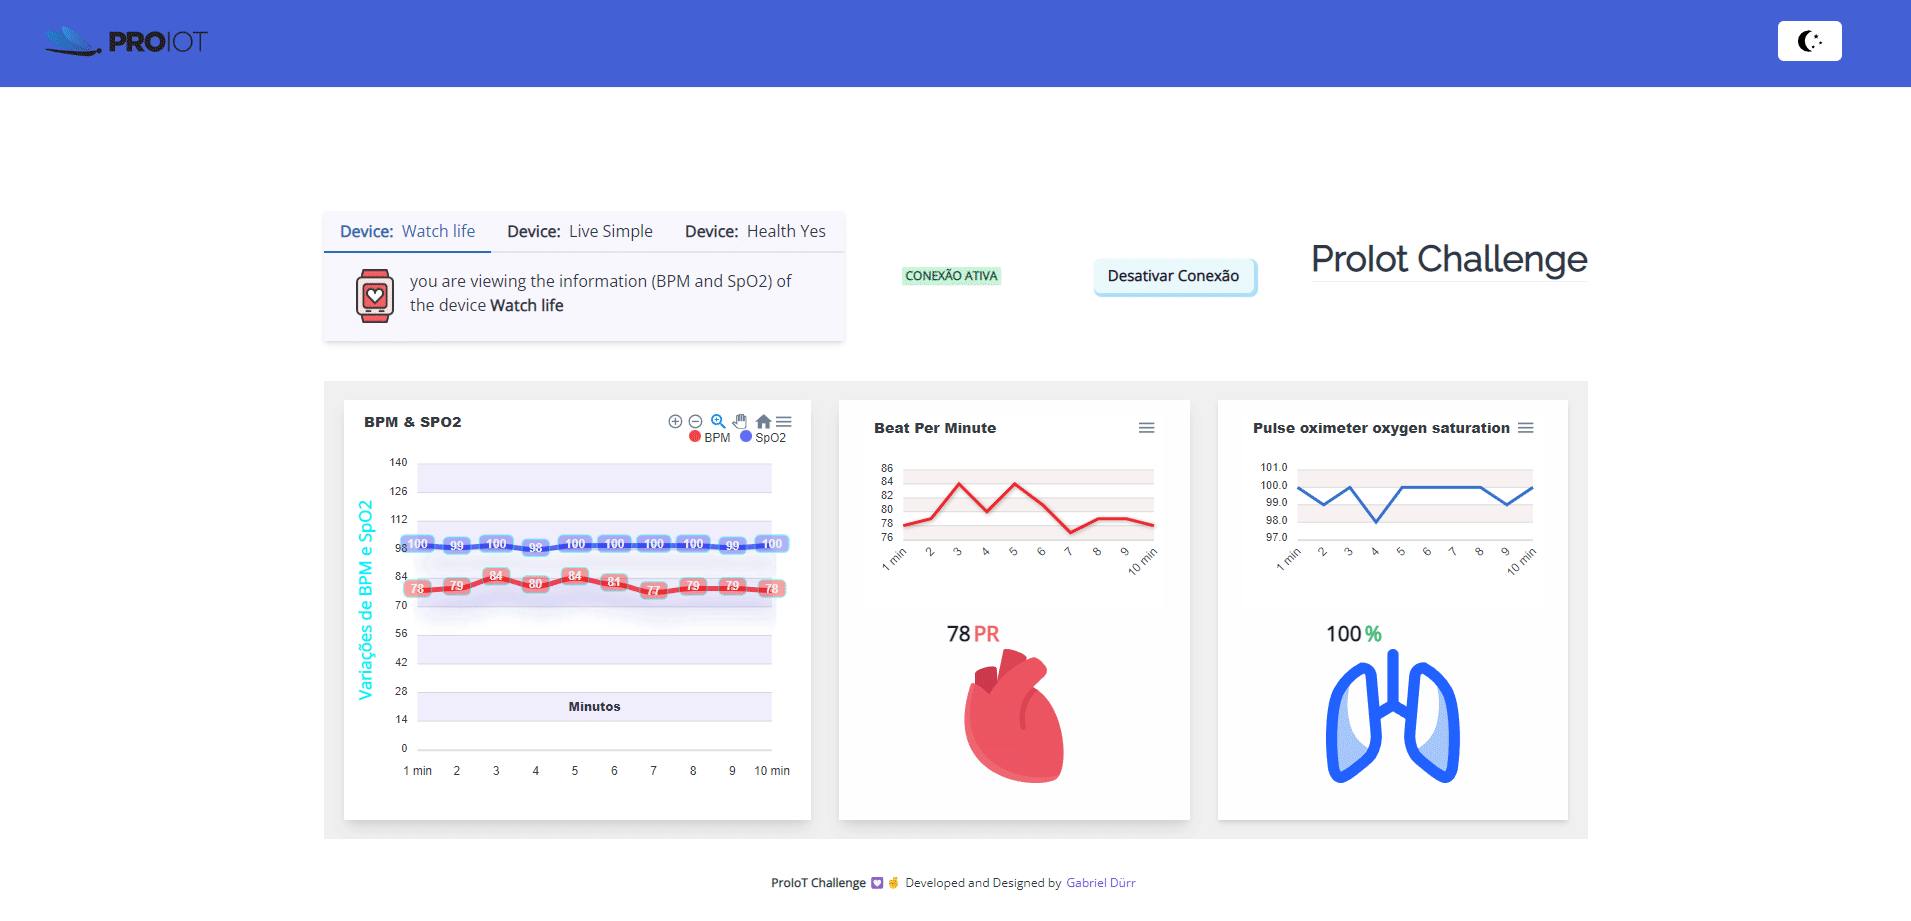 PROIOT
Device: Watch life
Device: Live Simple
Device: Health Yes
you are viewing the information (BPM and SpO2) of
the device Watch life
CONEXÃO ATIVA
Desativar Conexão
ProIot Challenge
BPM & SPO2
BPM
SpO2
Variações de BPM e SpO2
140
126
112
98
84
70
56
42
28
14
0
100 99 100 98 100 100 100 100 99 100
78 79 84 80 84 81 77 79 79 78
Minutos
1 min 2 3 4 5 6 7 8 9 10 min
Beat Per Minute
86
84
82
80
78
76
1 min 2 3 4 5 6 7 8 9 10 min
78 PR
Pulse oximeter oxygen saturation
101.0
100.0
99.0
98.0
97.0
1 min 2 3 4 5 6 7 8 9 10 min
100 %
ProIoT Challenge 💟 ✌ Developed and Designed by Gabriel Dürr